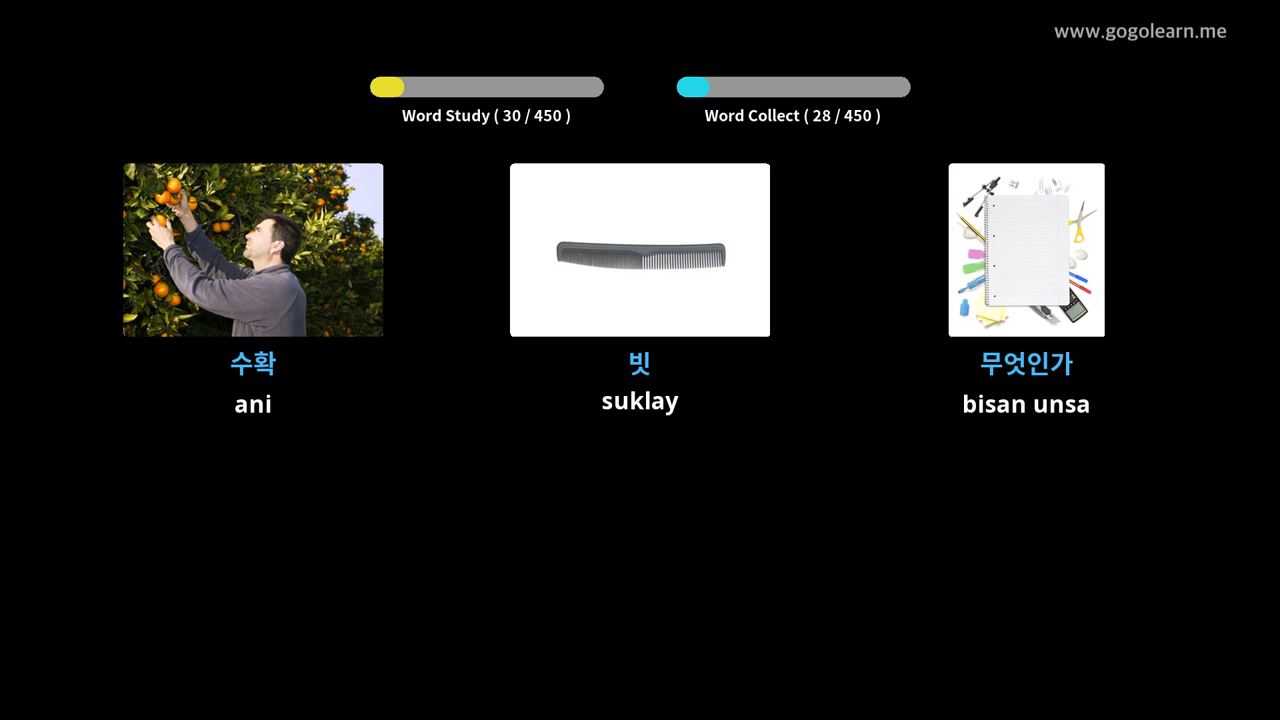 www.gogolearn.me
Word Study ( 30 / 450 )
Word Collect ( 28 / 450 )
수확
빗
무엇인가
ani
suklay
bisan unsa